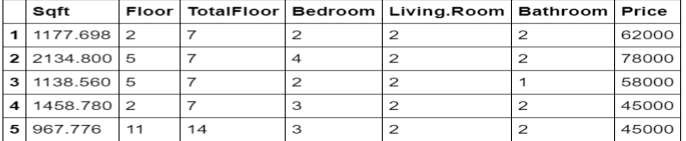 Sqft Floor TotalFloor Bedroom Living.Room Bathroom Price
1 1177.698 2 7 2 2 2 62000
2 2134.800 5 7 4 2 2 78000
3 1138.560 5 7 2 2 1 58000
4 1458.780 2 7 3 2 2 45000
5 967.776 11 14 3 2 2 45000